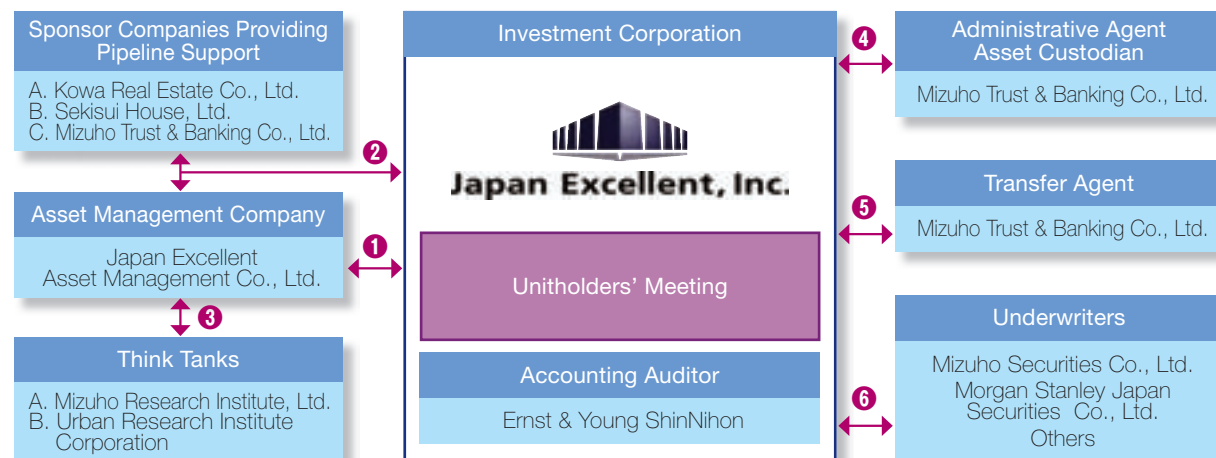 Sponsor Companies Providing
Pipeline Support
A. Kowa Real Estate Co., Ltd.
B. Sekisui House, Ltd.
C. Mizuho Trust & Banking Co., Ltd.
2
Asset Management Company
Japan Excellent
Asset Management Co., Ltd.
1
3
Think Tanks
A. Mizuho Research Institute, Ltd.
B. Urban Research Institute
Corporation
Investment Corporation
Japan Excellent, Inc.
Unitholders' Meeting
Accounting Auditor
Ernst & Young ShinNihon
4
Administrative Agent
Asset Custodian
Mizuho Trust & Banking Co., Ltd.
5
Transfer Agent
Mizuho Trust & Banking Co., Ltd.
6
Underwriters
Mizuho Securities Co., Ltd.
Morgan Stanley Japan
Securities Co., Ltd.
Others